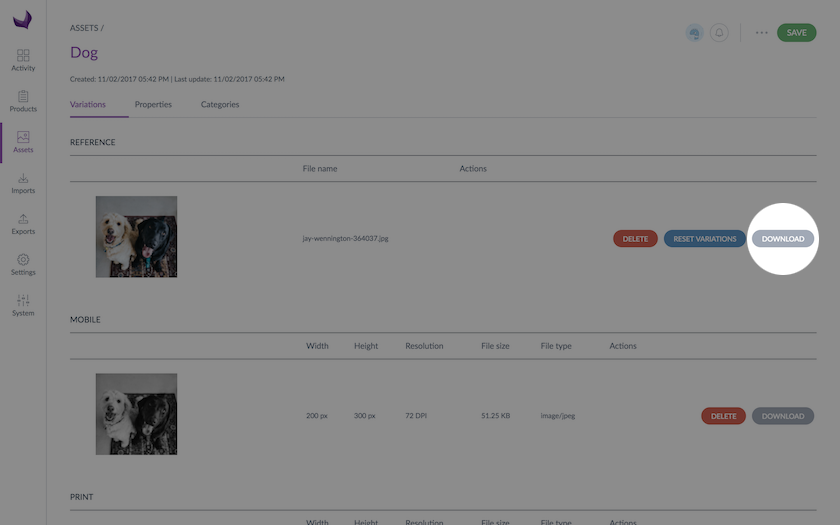 ASSETS /
Dog
SAVE
Created: 11/02/2017 05:42 PM | Last update: 11/02/2017 05:42 PM
Activity
Products
Assets
Imports
Exports
Settings
System
Variations Properties Categories
REFERENCE
File name Actions
jay-wennington-364037.jpg DELETE RESET VARIATIONS DOWNLOAD
MOBILE
Width Height Resolution File size File type Actions
200 px 300 px 72 DPI 51.25 KB image/jpeg DELETE DOWNLOAD
PRINT
Width Height Resolution File size File type Actions